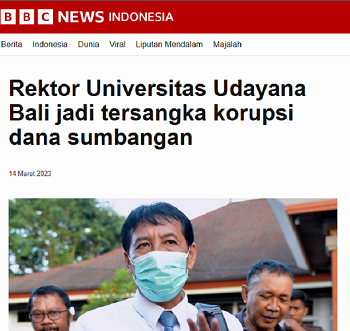 BBC NEWS INDONESIA
Berita Indonesia Dunia Viral Liputan Mendalam Majalah
Rektor Universitas Udayana
Bali jadi tersangka korupsi
dana sumbangan
14 Maret 2023